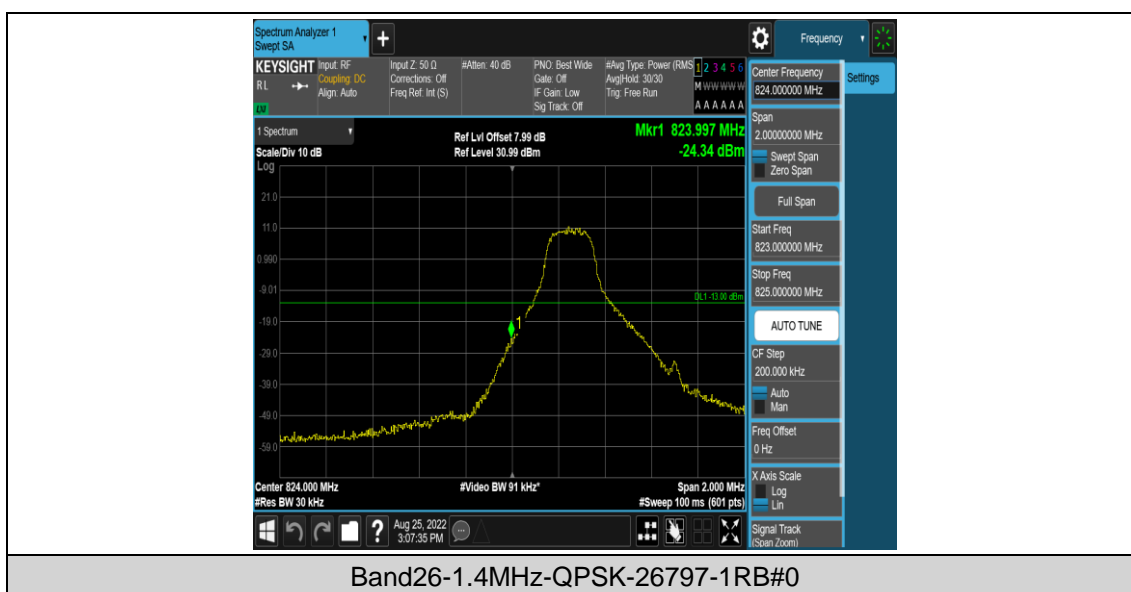 Spectrum Analyzer 1
Swept SA
+
Frequency
KEYSIGHT
RL
LXI
Input: RF
Coupling: DC
Align: Auto
Input Z: 50 Ω
Corrections: Off
Freq Ref: Int (S)
#Atten: 40 dB
PNO: Best Wide
Gate: Off
IF Gain: Low
Sig Track: Off
#Avg Type: Power (RMS
Avg|Hold: 30/30
Trig: Free Run
1 2 3 4 5 6
M W W W W W
A A A A A A
1 Spectrum
Scale/Div 10 dB
Log
Ref Lvl Offset 7.99 dB
Ref Level 30.99 dBm
Mkr1 823.997 MHz
-24.34 dBm
21.0
11.0
0.990
-9.01
-19.0
-29.0
-39.0
-49.0
-59.0
DL1 -13.00 dBm
1
Center 824.000 MHz
#Res BW 30 kHz
#Video BW 91 kHz*
Span 2.000 MHz
#Sweep 100 ms (601 pts)
?
Aug 25, 2022
3:07:35 PM
Center Frequency
824.000000 MHz
Settings
Span
2.00000000 MHz
Swept Span
Zero Span
Full Span
Start Freq
823.000000 MHz
Stop Freq
825.000000 MHz
AUTO TUNE
CF Step
200.000 kHz
Auto
Man
Freq Offset
0 Hz
X Axis Scale
Log
Lin
Signal Track
(Span Zoom)
Band26-1.4MHz-QPSK-26797-1RB#0